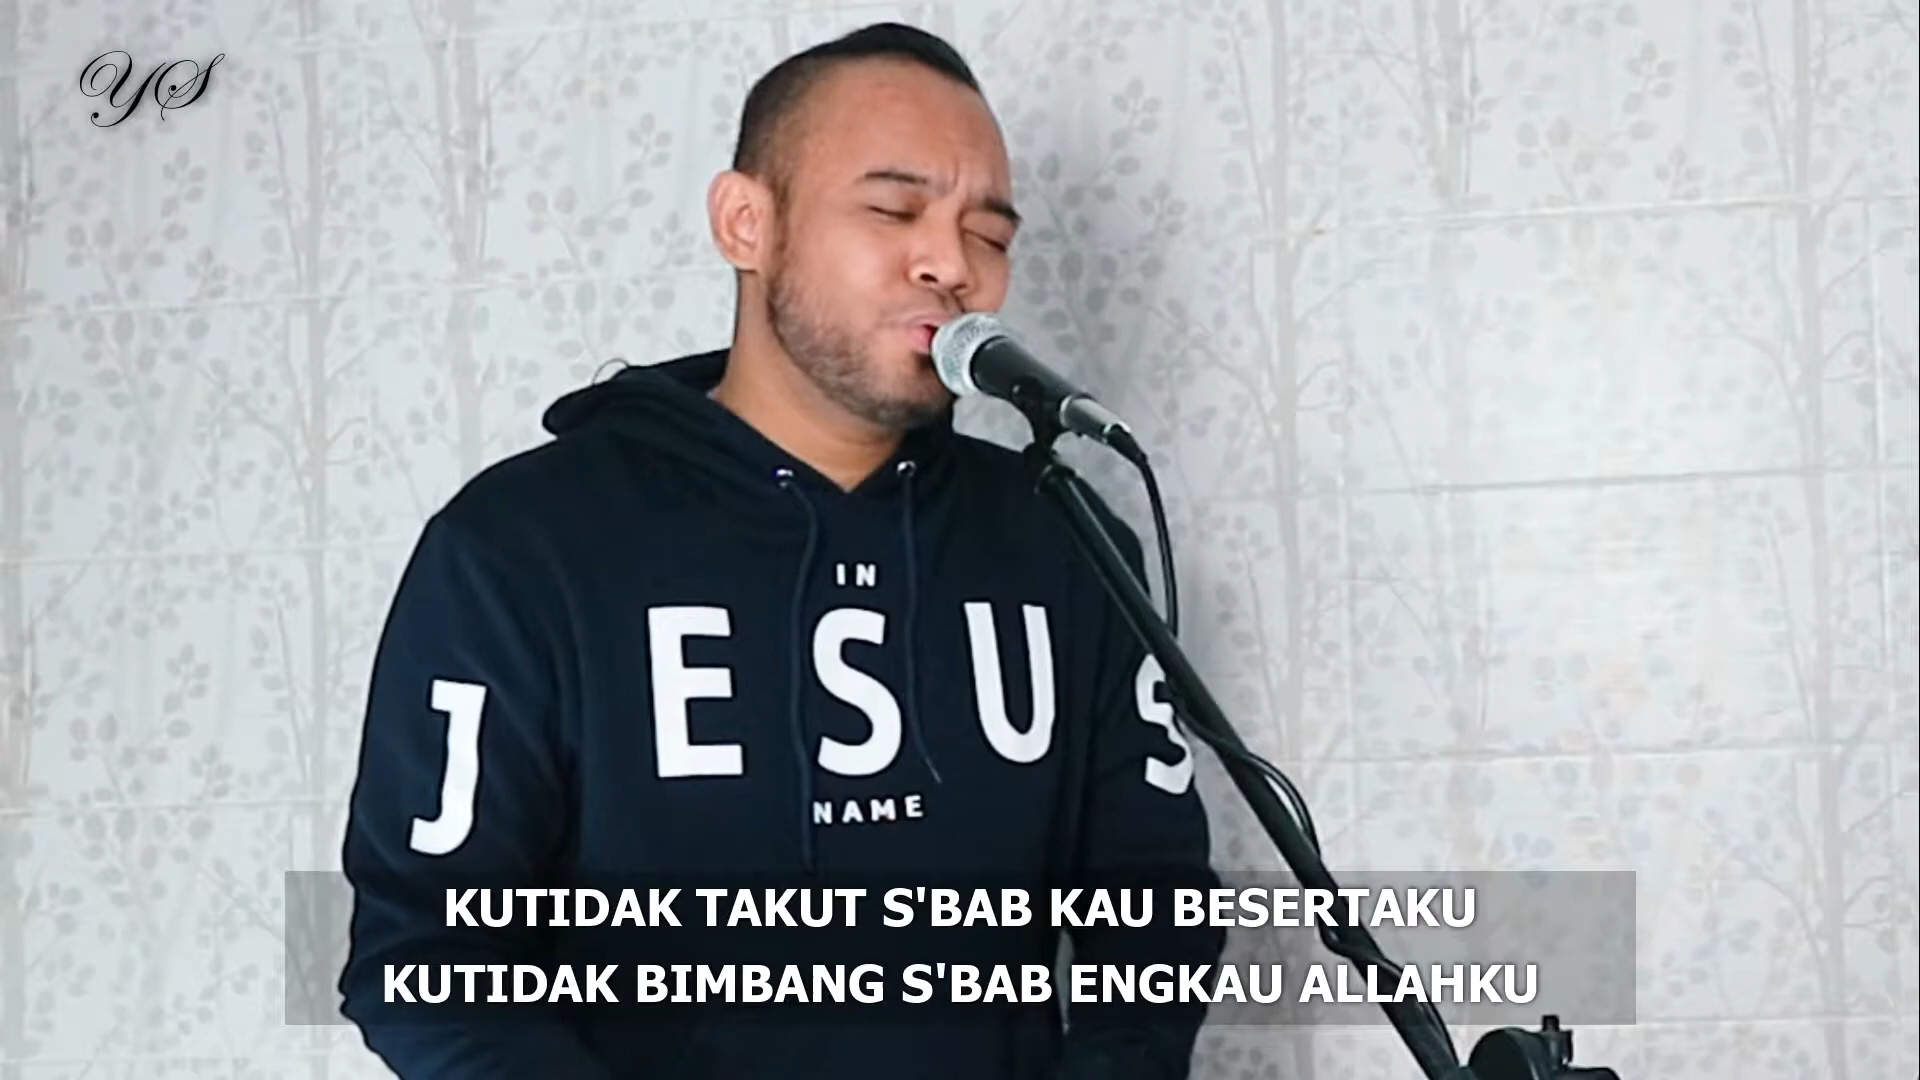 YS
IN
JESUS
NAME
KUTIDAK TAKUT S'BAB KAU BESERTAKU
KUTIDAK BIMBANG S'BAB ENGKAU ALLAHKU